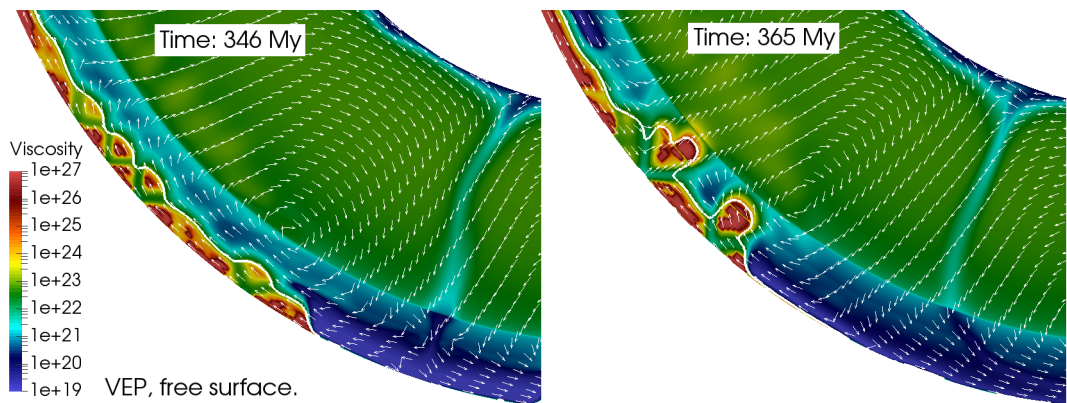 Time: 346 My
Time: 365 My
Viscosity
1e+27
1e+26
1e+25
1e+24
1e+23
1e+22
1e+21
1e+20
1e+19
VEP, free surface.